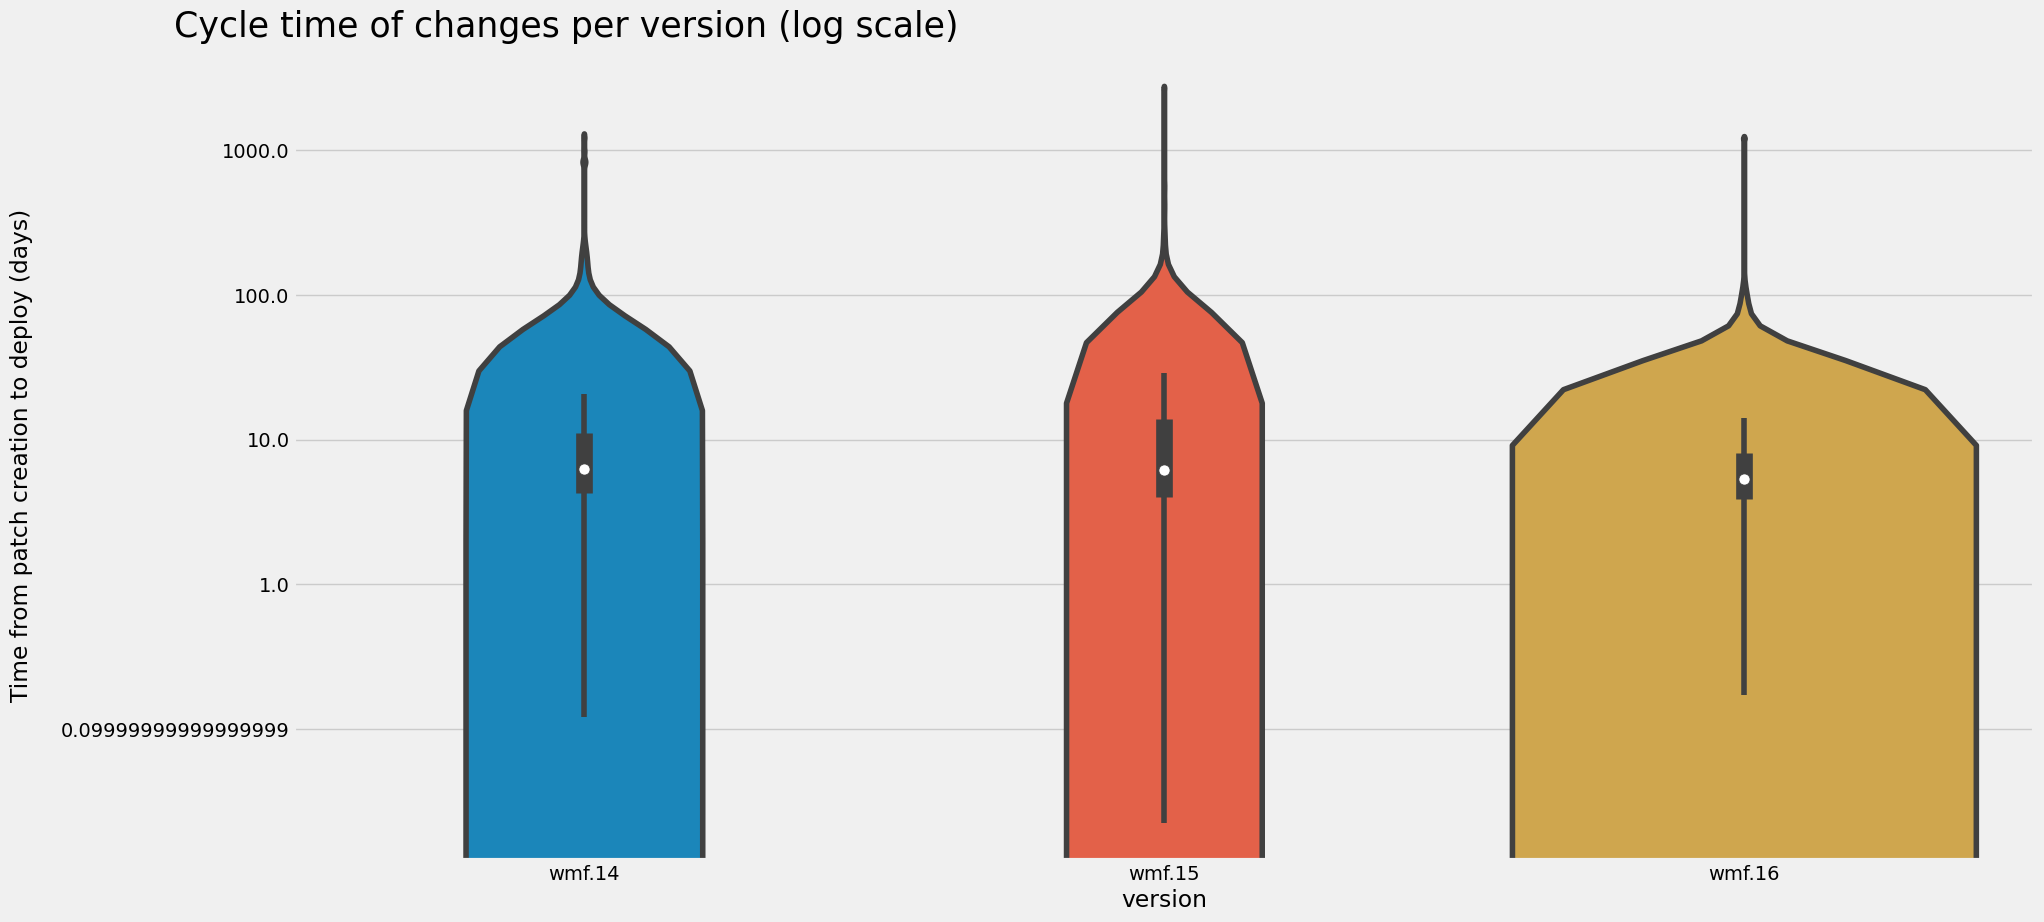 Cycle time of changes per version (log scale)
Time from patch creation to deploy (days)
1000.0
100.0
10.0
1.0
0.09999999999999999
wmf.14
wmf.15
wmf.16
version